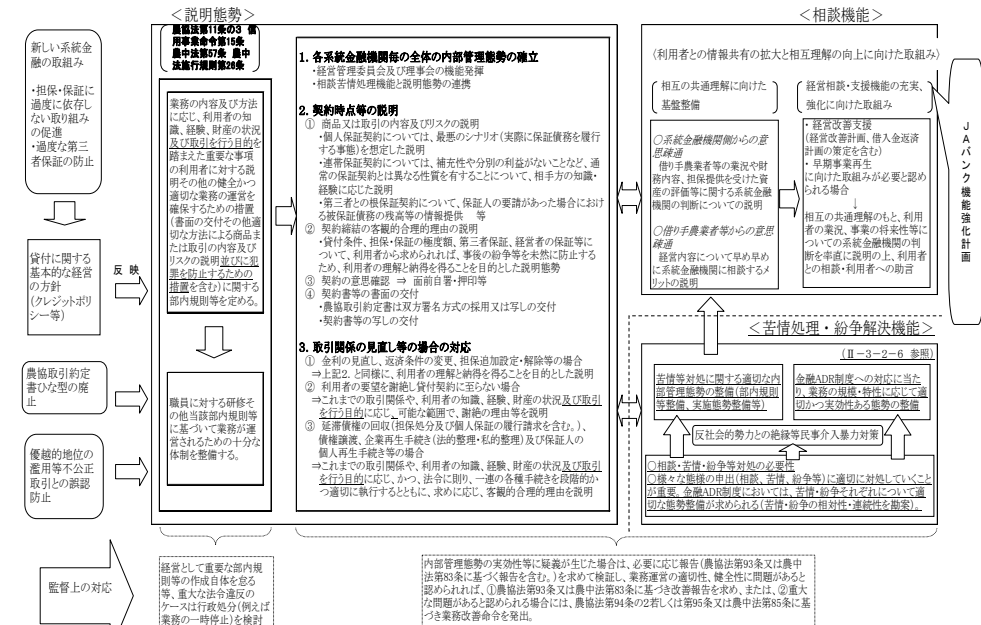 ＜説明態勢＞
＜相談機能＞
新しい系統金
融の取組み
・担保・保証に
過度に依存し
ない取り組み
の促進
・過度な第三
者保証の防止
貸付に関する
基本的な経営
の方針
(クレジットポリ
シー等)
反 映
農協取引約定
書ひな型の廃
止
優越的地位の
濫用等不公正
取引との誤認
防止
監督上の対応
農協法第11条の3 信
用事業命令第15条
農中法第57条 農中
法施行規則第26条
業務の内容及び方法
に応じ、利用者の知
識、経験、財産の状況
及び取引を行う目的を
踏まえた重要な事項
の利用者に対する説
明その他の健全かつ
適切な業務の運営を
確保するための措置
(書面の交付その他適
切な方法による商品ま
たは取引の内容及び
リスクの説明並びに犯
罪を防止するための
措置を含む)に関する
部内規則等を定める。
職員に対する研修そ
の他当該部内規則等
に基づいて業務が運
営されるための十分な
体制を整備する。
経営として重要な部内規
則等の作成自体を怠る
等、重大な法令違反の
ケースは行政処分(例えば
業務の一時停止)を検討
1. 各系統金融機関毎の全体の内部管理態勢の確立
・経営管理委員会及び理事会の機能発揮
・相談苦情処理機能と説明態勢の連携
2. 契約時点等の説明
① 商品又は取引の内容及びリスクの説明
・個人保証契約については、最悪のシナリオ(実際に保証債務を履行
する事態)を想定した説明
・連帯保証契約については、補充性や分別の利益がないことなど、通
常の保証契約とは異なる性質を有することについて、相手方の知識・
経験に応じた説明
・第三者との根保証契約について、保証人の要請があった場合におけ
る被保証債務の残高等の情報提供 等
② 契約締結の客観的合理的理由の説明
・貸付条件、担保・保証の極度額、第三者保証、経営者の保証等につ
いて、利用者から求められれば、事後の紛争等を未然に防止す
るため、利用者の理解と納得を得ることを目的とした説明態勢
③ 契約の意思確認 ⇒ 面前自署・押印等
④ 契約書等の書面の交付
・農協取引約定書は双方署名方式の採用又は写しの交付
・契約書等の写しの交付
3. 取引関係の見直し等の場合の対応
① 金利の見直し、返済条件の変更、担保追加設定・解除等の場合
⇒上記2．と同様に、利用者の理解と納得を得ることを目的とした説明
② 利用者の要望を謝絶し貸付契約に至らない場合
⇒これまでの取引関係や、利用者の知識、経験、財産の状況及び取引
を行う目的に応じ、可能な範囲で、謝絶の理由等を説明
③ 延滞債権の回収(担保処分及び個人保証の履行請求を含む。)、
債権譲渡、企業再生手続き(法的整理・私的整理)及び保証人の
個人再生手続き等の場合
⇒これまでの取引関係や、利用者の知識、経験、財産の状況及び取引
を行う目的に応じ、かつ、法令に則り、一連の各種手続を段階的か
つ適切に執行するとともに、求めに応じ、客観的合理的理由を説明
〈利用者との情報共有の拡大と相互理解の向上に向けた取組み〉
相互の共通理解に向けた
基盤整備
○系統金融機関側からの意
思疎通
借り手農業者等の業況や財
務内容、担保提供を受けた資
産の評価等に関する系統金融
機関の判断についての説明
○借り手農業者等からの意
思疎通
経営内容について早め早め
に系統金融機関に相談するメ
リットの説明
経営相談・支援機能の充実、
強化に向けた取組み
・ 経営改善支援
(経営改善計画、借入金返済
計画の策定を含む)
・ 早期事業再生
に向けた取組みが必要と認め
られる場合
↓
相互の共通理解のもと、利用者
の業況、事業の将来性等に
ついての系統金融機関の判
断を率直に説明の上、利用者
との相談・利用者への助言
ＪＡバンク機能強化計画
＜苦情処理・紛争解決機能＞
(Ⅱ－3－2－6 参照)
苦情等対処に関する適切な内
部管理態勢の整備(部内規則
等整備、実施態勢整備等)
金融ADR制度への対応に当た
り、業務の規模・特性に応じて適
切かつ実効性ある態勢の整備
反社会的勢力との絶縁等民事介入暴力対策
○相談・苦情・紛争等対処の必要性
○様々な態様の申出(相談、苦情、紛争等)に適切に対処していくこと
が重要。金融ADR制度においては、苦情・紛争それぞれについて適
切な態勢整備が求められる(苦情・紛争の相対性・連続性を勘案)。
内部管理態勢の実効性等に疑義が生じた場合は、必要に応じ報告(農協法第93条又は農中
法第83条に基づく報告を含む。)を求めて検証し、業務運営の適切性、健全性に問題があると
認められれば、①農協法第93条又は農中法第83条に基づき改善報告を求め、または、②重大
な問題があると認められる場合には、農協法第94条の2若しくは第95条又は農中法第85条に基
づき業務改善命令を発出。